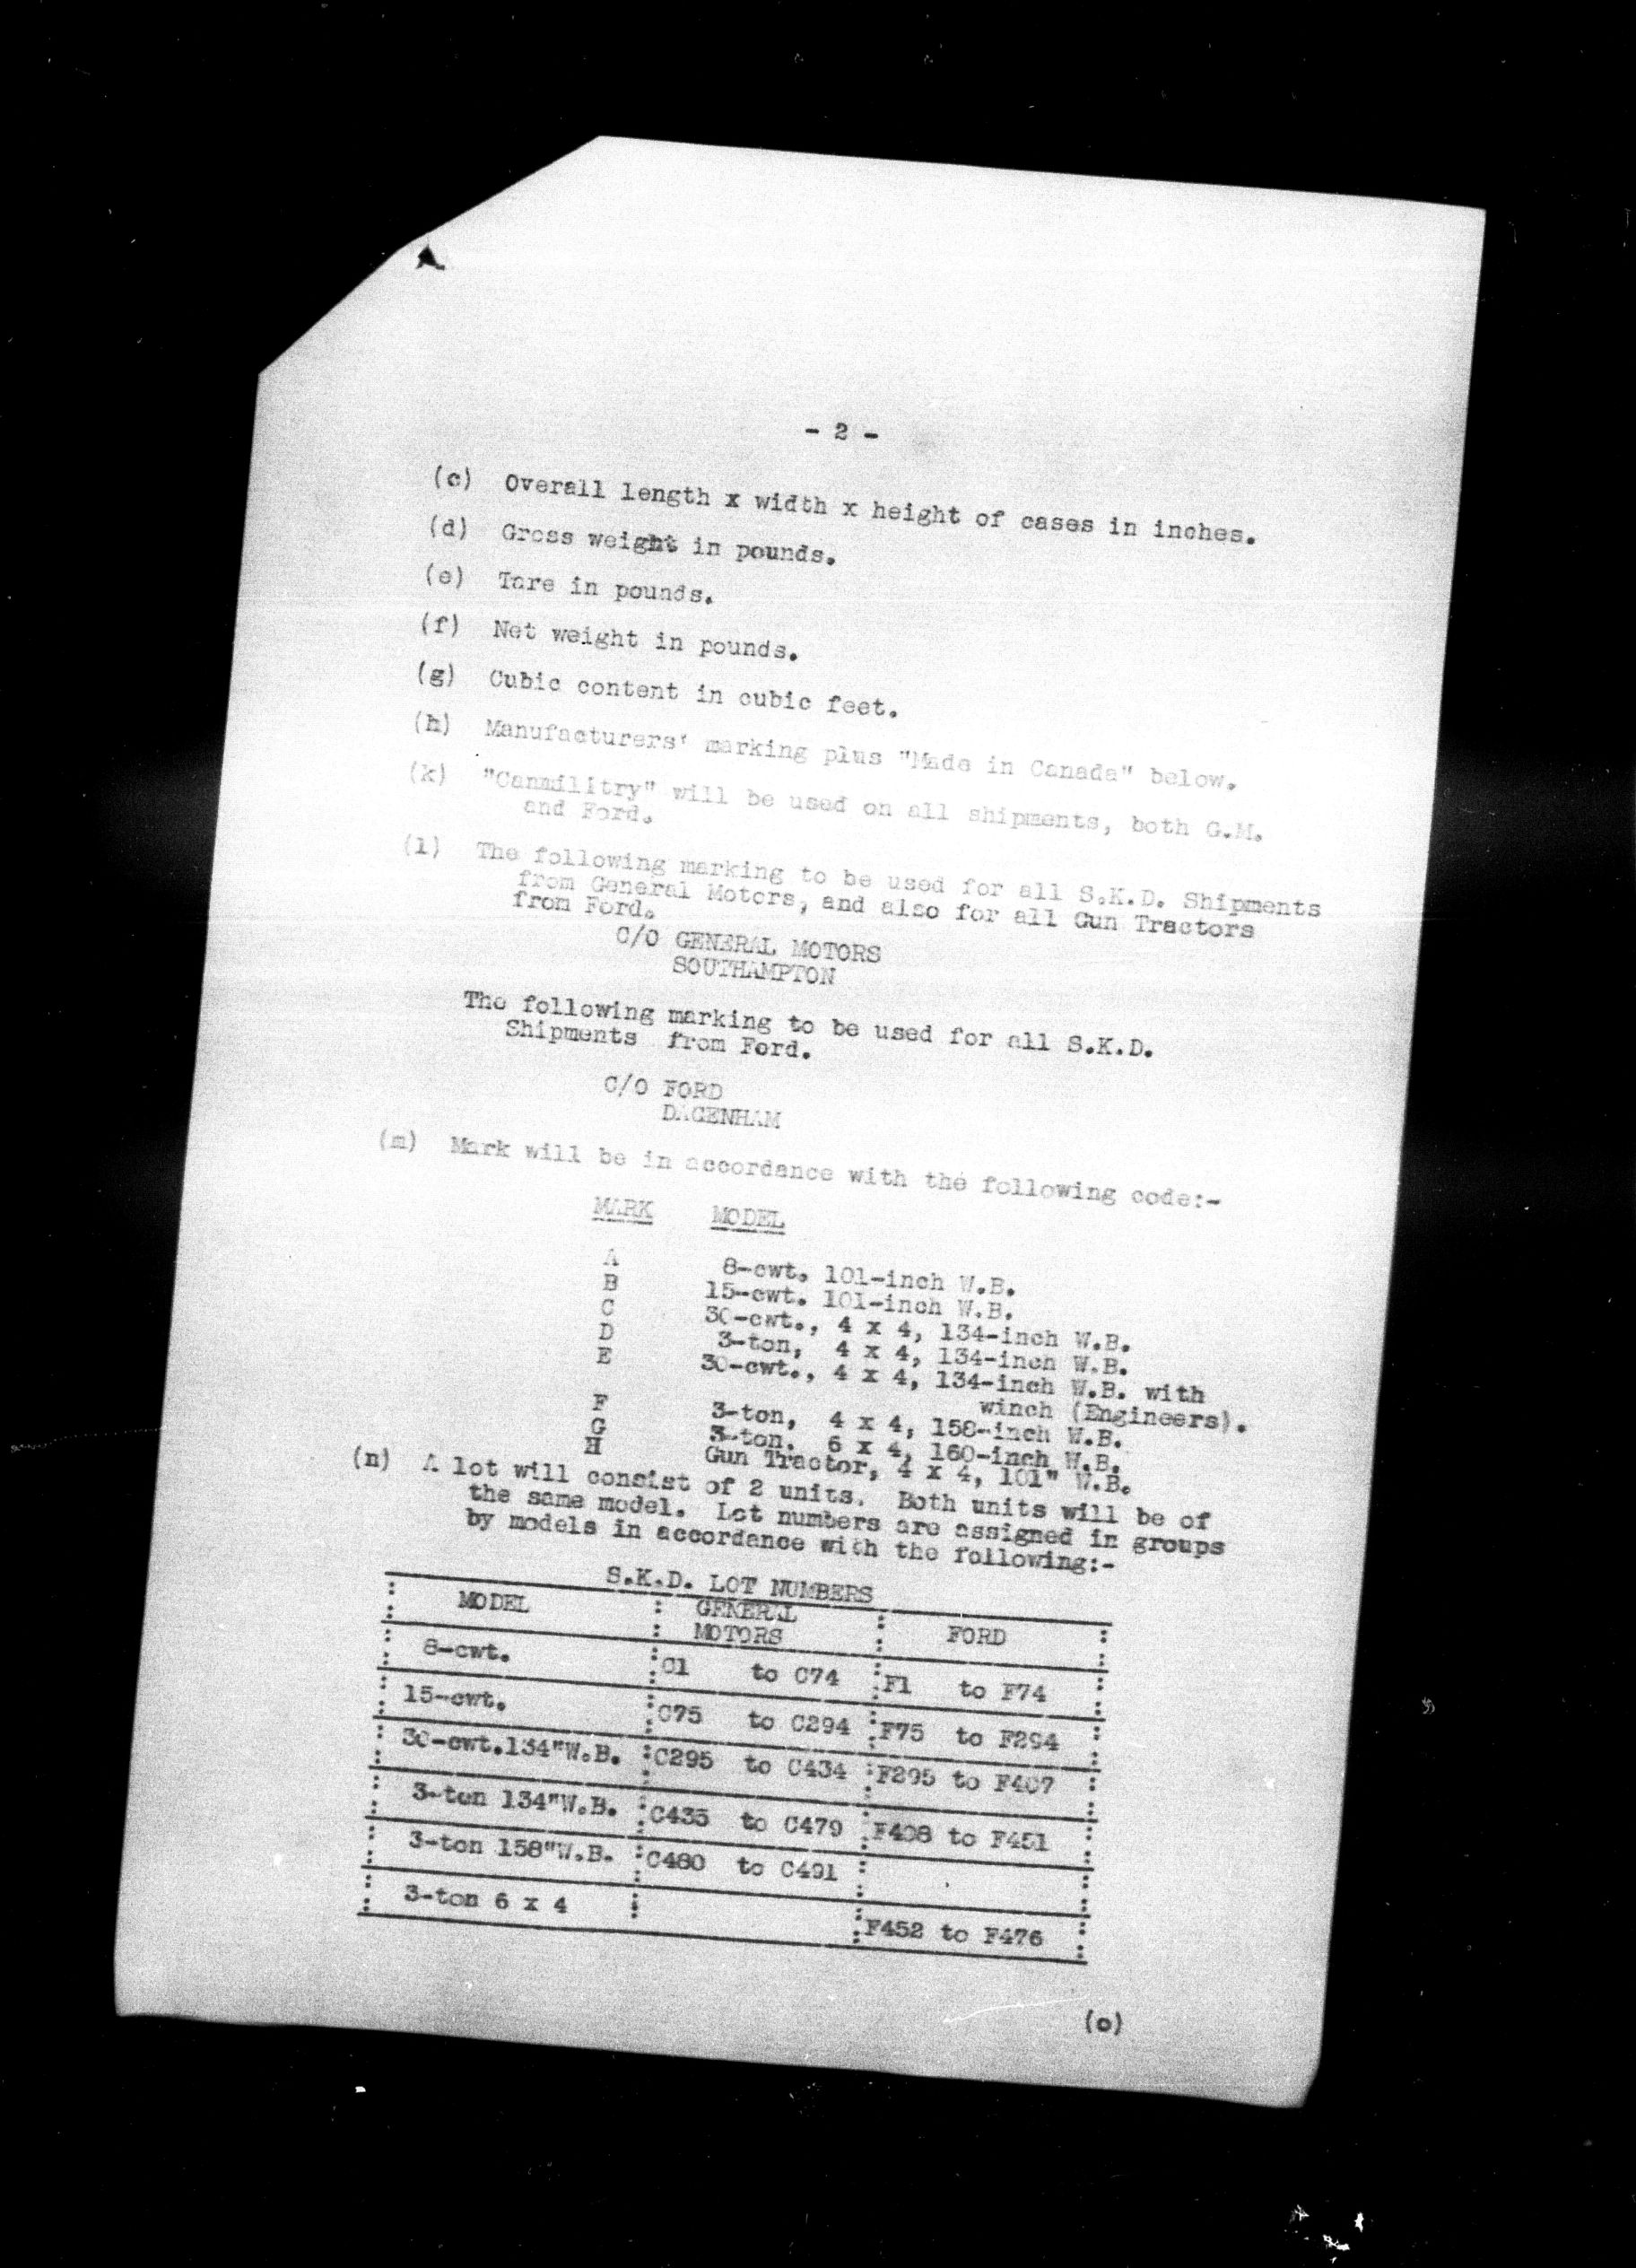 - 2 -
(c) Overall length x width x height of cases in inches.
(d) Gross weight in pounds.
(e) Tare in pounds.
(f) Net weight in pounds.
(g) Cubic content in cubic feet.
(h) Manufacturers' marking plus "Made in Canada" below.
(k) "Canmilitry" will be used on all shipments, both G.M.
and Ford.
(l) The following marking to be used for all S.K.D. Shipments
from General Motors, and also for all Gun Tractors
from Ford.
C/O GENERAL MOTORS
SOUTHAMPTON
The following marking to be used for all S.K.D.
Shipments from Ford.
C/O FORD
DAGENHAM
(m) Mark will be in accordance with the following code:-
MARK MODEL
A 8-cwt. 101-inch W.B.
B 15-cwt. 101-inch W.B.
C 30-cwt., 4 x 4, 134-inch W.B.
D 3-ton, 4 x 4, 134-inch W.B.
E 30-cwt., 4 x 4, 134-inch W.B. with
winch (Engineers).
F 3-ton, 4 x 4, 158-inch W.B.
G 3-ton. 6 x 4, 160-inch W.B.
H Gun Tractor, 4 x 4, 101" W.B.
(n) A lot will consist of 2 units. Both units will be of
the same model. Lot numbers are assigned in groups
by models in accordance with the following:-
S.K.D. LOT NUMBERS
MODEL GENERAL MOTORS FORD
8-cwt. C1 to C74 F1 to F74
15-cwt. C75 to C294 F75 to F294
30-cwt.134"W.B. C295 to C434 F295 to F407
3-ton 134"W.B. C435 to C479 F408 to F451
3-ton 158"W.B. C480 to C491
3-ton 6 x 4 F452 to F476
(o)